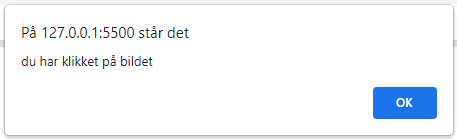 På 127.0.0.1:5500 står det
du har klikket på bildet
OK